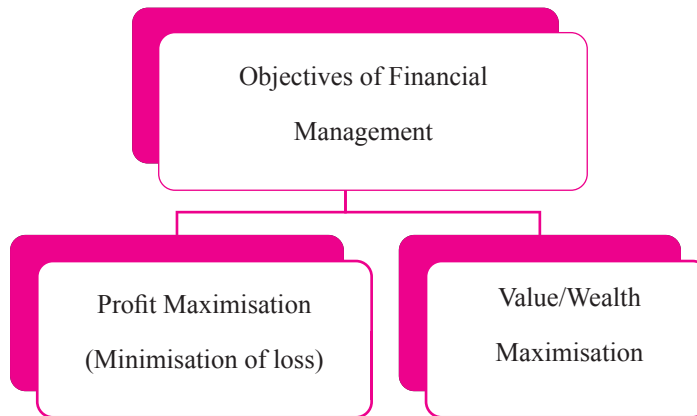 Objectives of Financial
Management
Profit Maximisation
(Minimisation of loss)
Value/Wealth
Maximisation